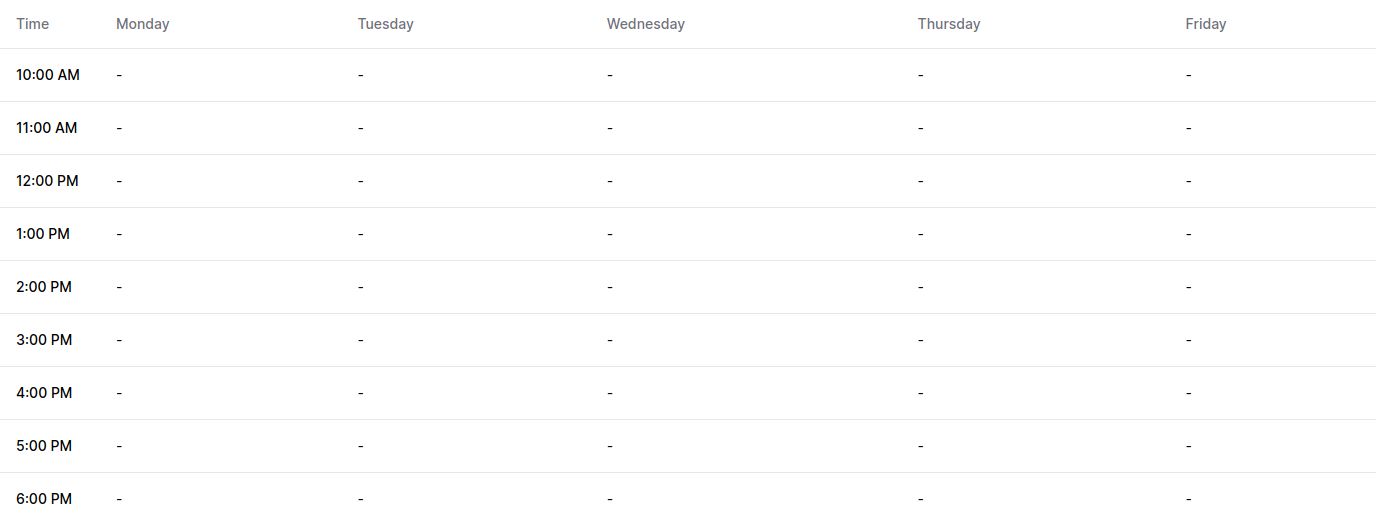 Time Monday Tuesday Wednesday Thursday Friday
10:00 AM - - - - -
11:00 AM - - - - -
12:00 PM - - - - -
1:00 PM - - - - -
2:00 PM - - - - -
3:00 PM - - - - -
4:00 PM - - - - -
5:00 PM - - - - -
6:00 PM - - - - -